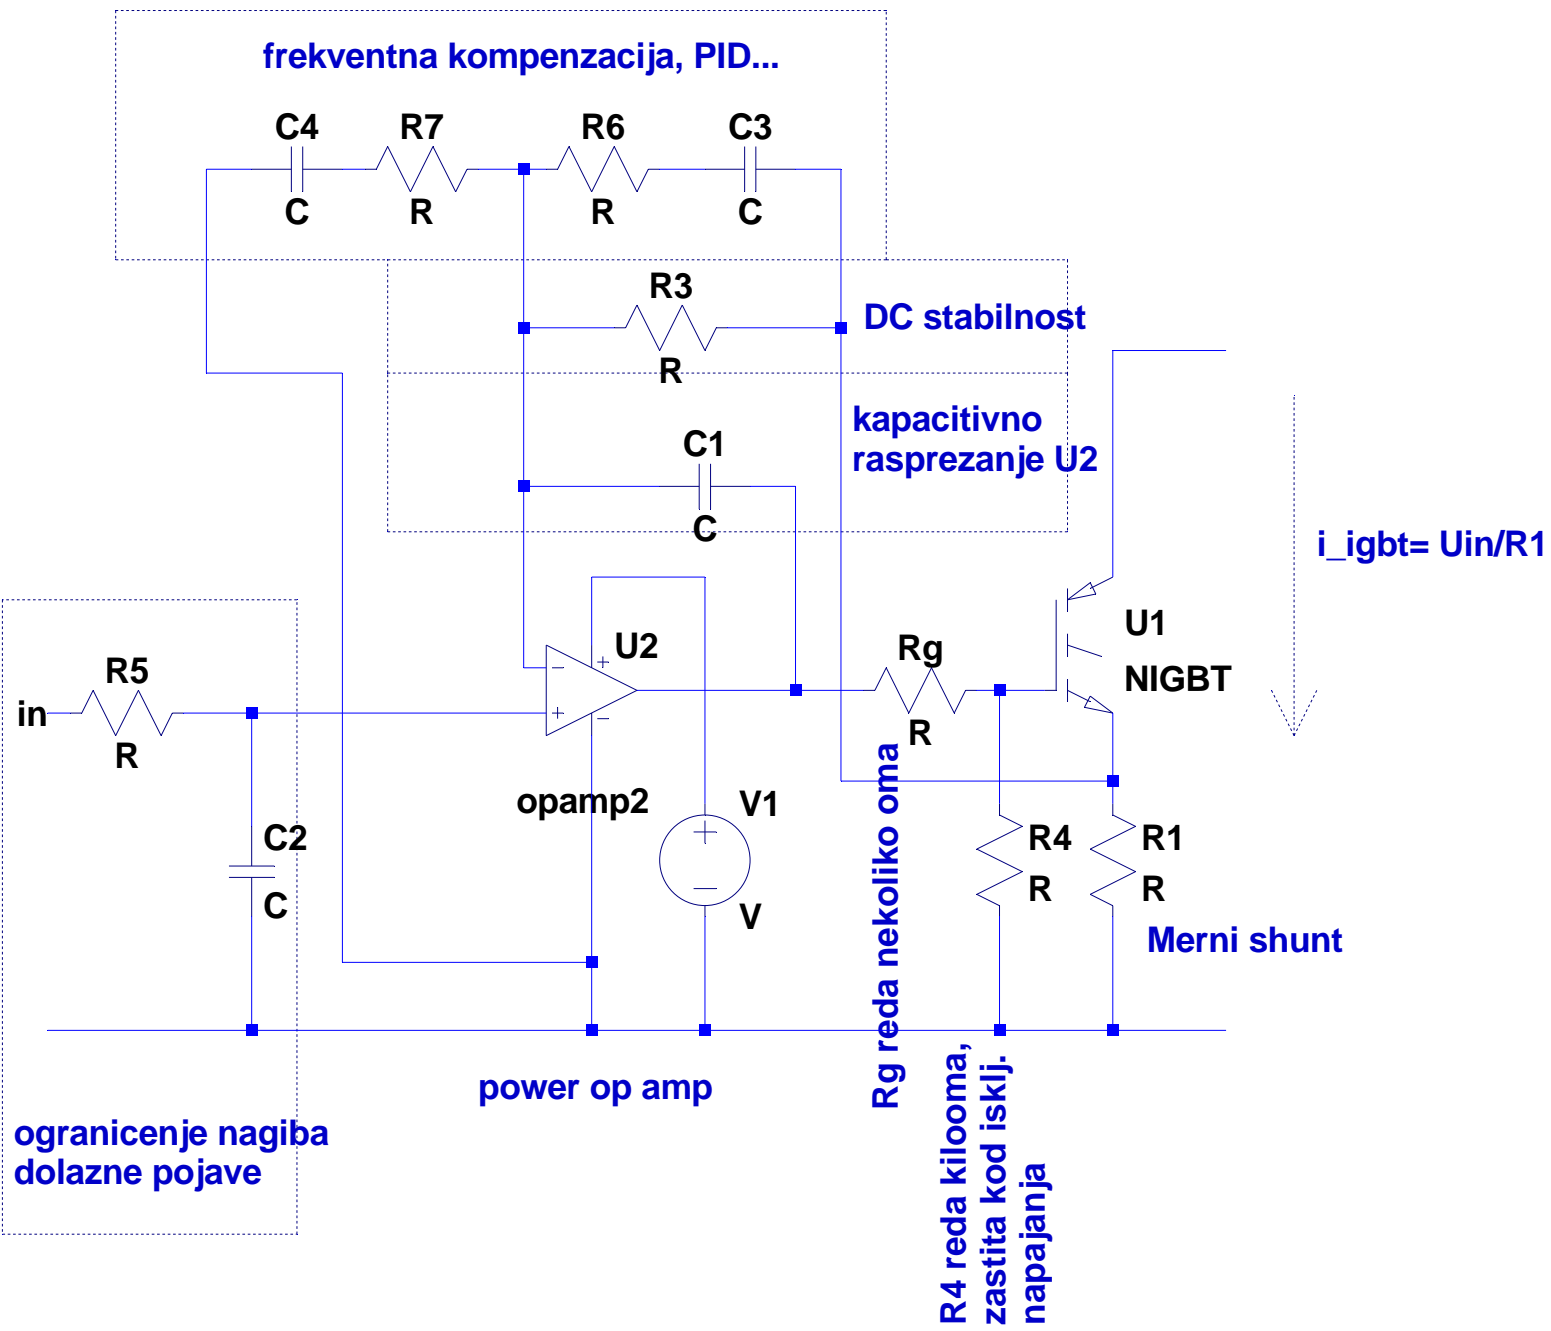 frekventna kompenzacija, PID...
C4
R7
R6
C3
C
R
R
C
R3
DC stabilnost
R
kapacitivno
rasprezanje U2
C1
C
i_igbt= Uin/R1
U2
Rg
U1
NIGBT
R5
in
R
R
opamp2
V1
C2
C
V
R4
R
R1
R
Merni shunt
Rg reda nekoliko oma
power op amp
R4 reda kilooma,
zastita kod isklj.
napajanja
ogranicenje nagiba
dolazne pojave